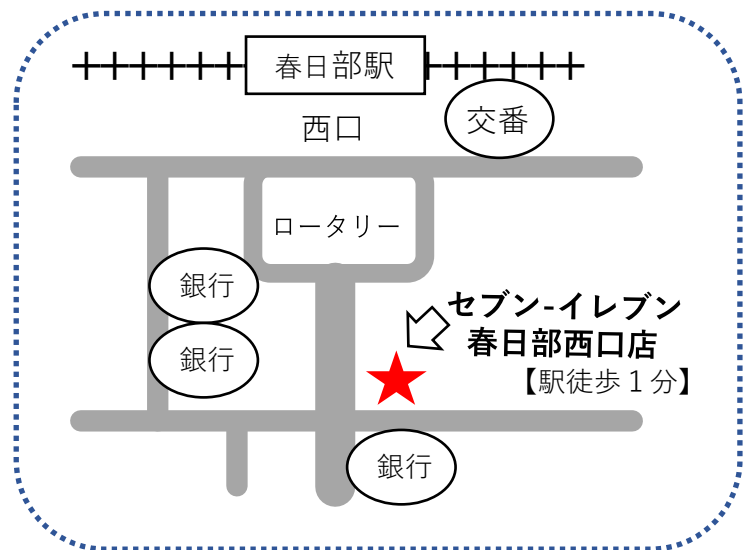 春日部駅
西口
交番
ロータリー
銀行
銀行
セブン-イレブン
春日部西口店
【駅徒歩１分】
銀行